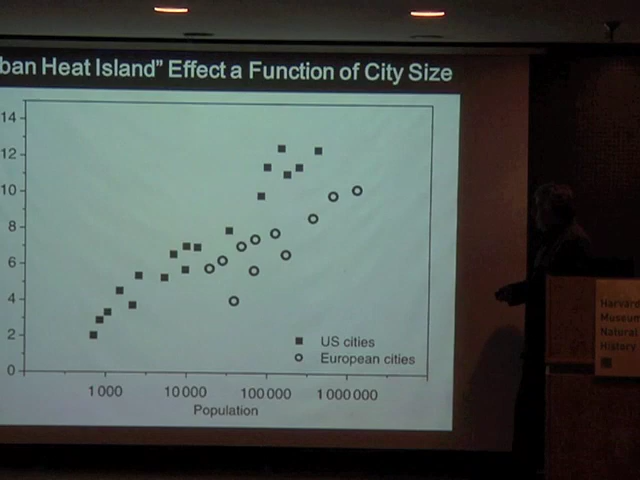 ban Heat Island" Effect a Function of City Size
14
12
10
8
6
4
2
0
US cities
European cities
1 000
10 000
100 000
1 000 000
Population
Harvard
Museum
Natural
History